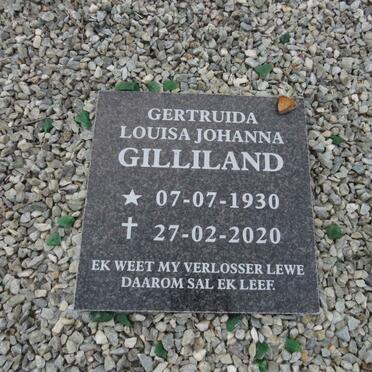 GERTRUIDA
LOUISA JOHANNA
GILLILAND
★ 07-07-1930
✝ 27-02-2020
EK WEET MY VERLOSSER LEWE
DAAROM SAL EK LEEF.